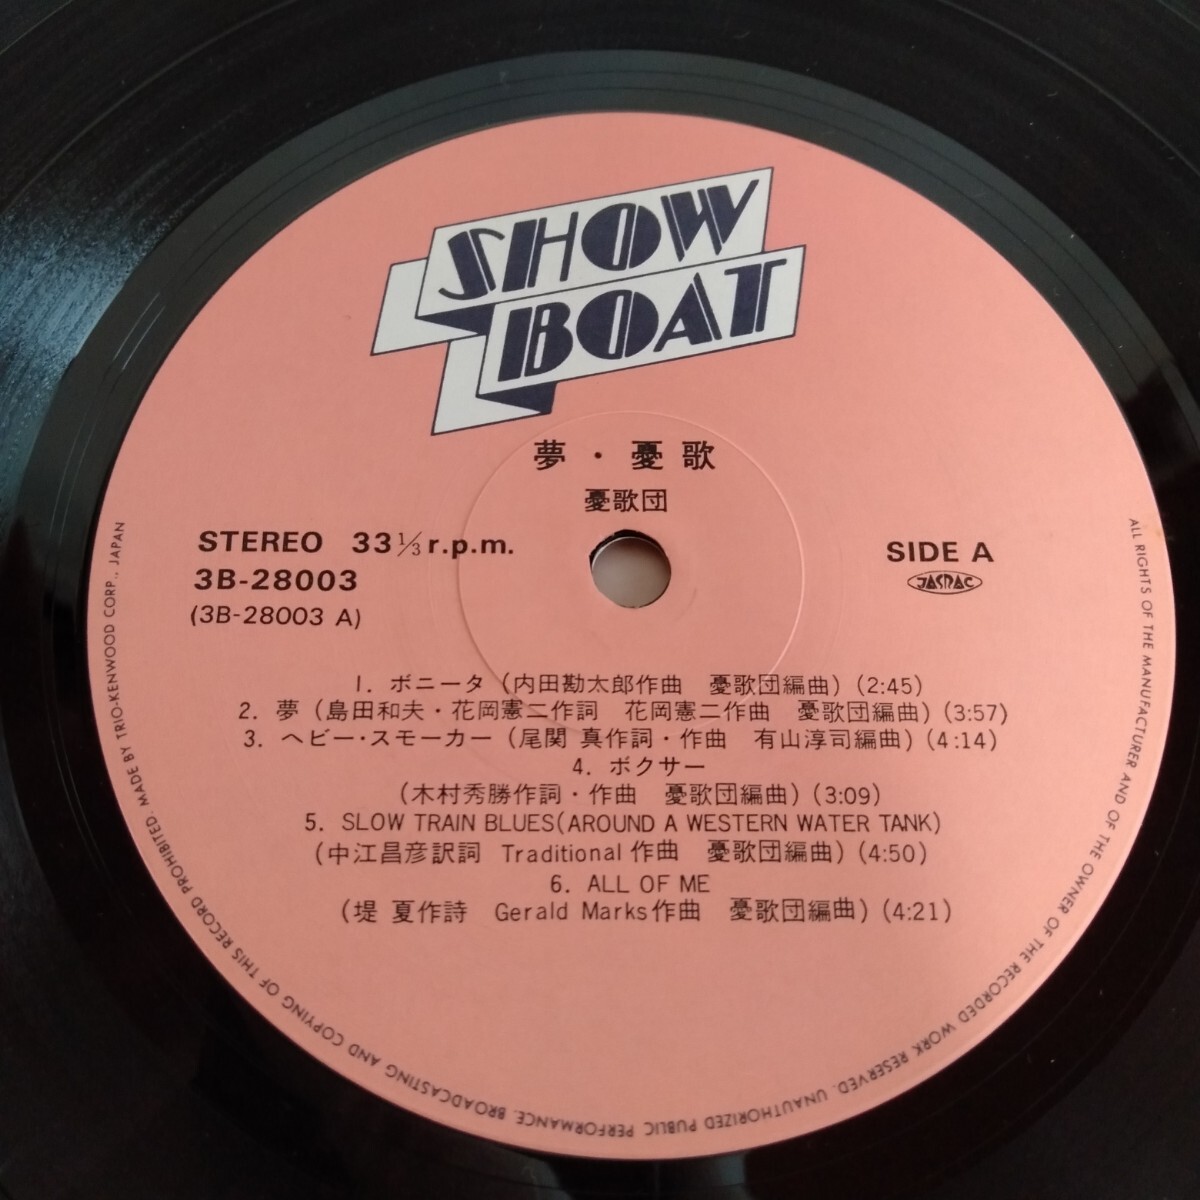 SHOW
BOAT
夢・憂歌
憂歌団
STEREO 33 1/3 r.p.m.
3B-28003
(3B-28003 A)
SIDE A
JASRAC
1. ボニータ (内田勘太郎作曲 憂歌団編曲) (2:45)
2. 夢 (島田和夫・花岡憲二作詞 花岡憲二作曲 憂歌団編曲) (3:57)
3. ヘビー・スモーカー (尾関 真作詞・作曲 有山淳司編曲) (4:14)
4. ボクサー
(木村秀勝作詞・作曲 憂歌団編曲) (3:09)
5. SLOW TRAIN BLUES(AROUND A WESTERN WATER TANK)
(中江昌彦訳詞 Traditional 作曲 憂歌団編曲) (4:50)
6. ALL OF ME
(堤 夏作詩 Gerald Marks作曲 憂歌団編曲) (4:21)
ALL RIGHTS OF THE MANUFACTURER AND OF THE OWNER OF THE RECORDED WORK RESERVED. UNAUTHORIZED PUBLIC PERFORMANCE, BROADCASTING AND COPYING OF THIS RECORD PROHIBITED. MADE BY TRIO-KENWOOD CORP., JAPAN